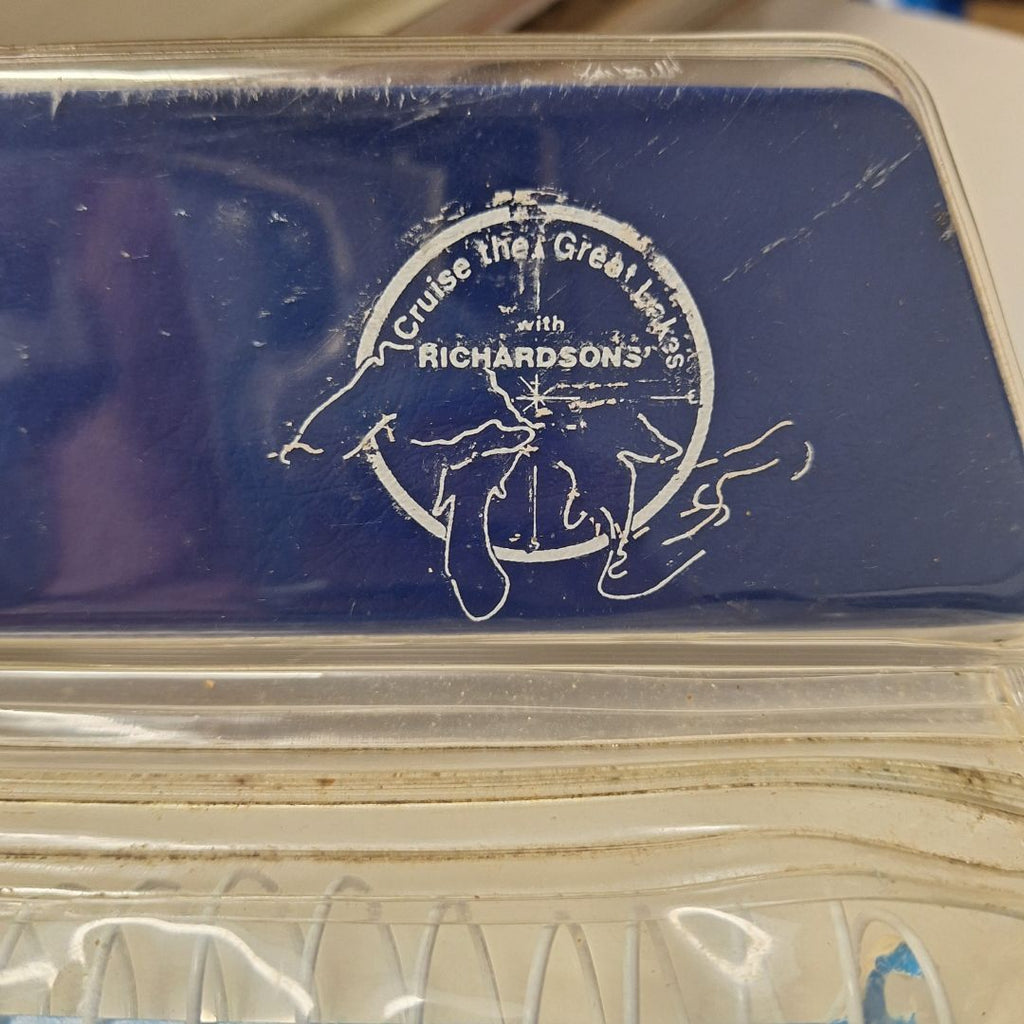 Cruise the Great Lakes
with
RICHARDSONS'